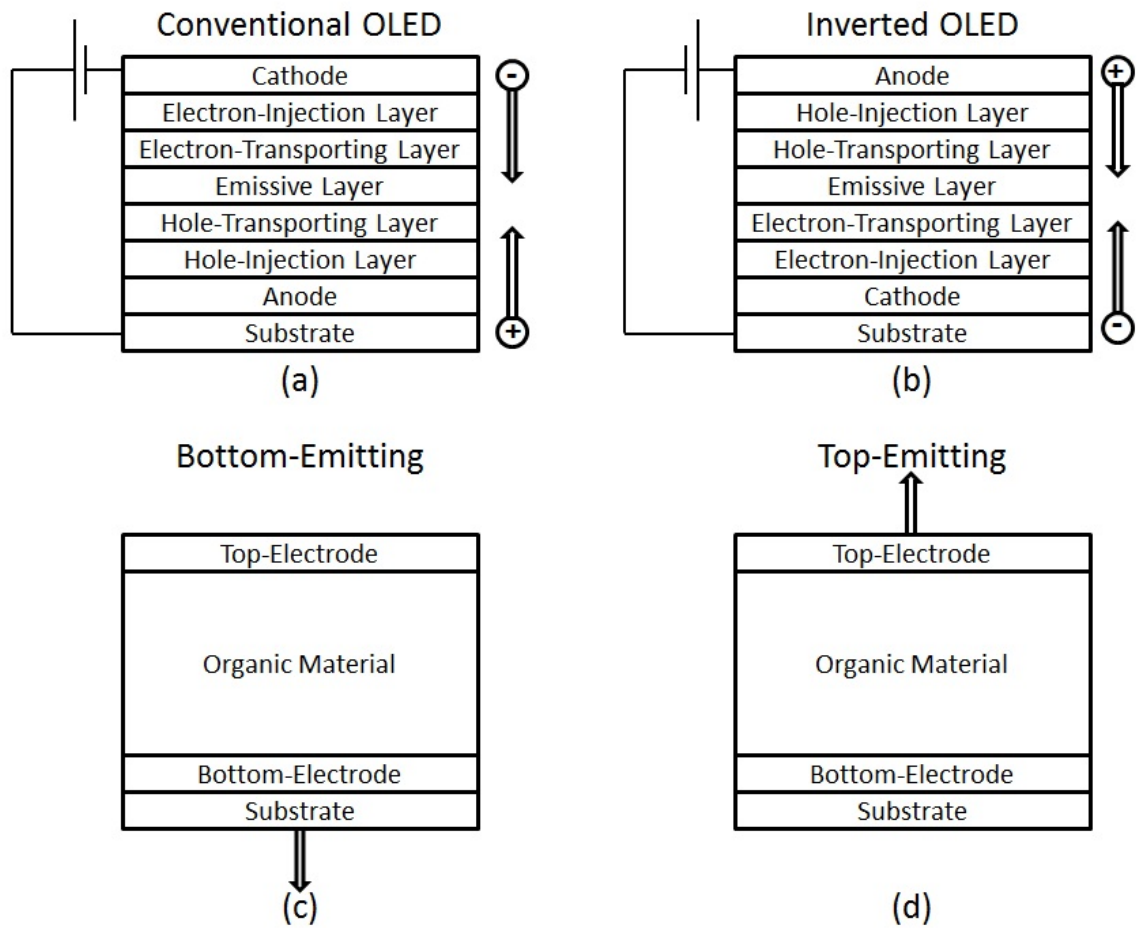 Conventional OLED
Cathode
Electron-Injection Layer
Electron-Transporting Layer
Emissive Layer
Hole-Transporting Layer
Hole-Injection Layer
Anode
Substrate
-
+
(a)
Inverted OLED
Anode
Hole-Injection Layer
Hole-Transporting Layer
Emissive Layer
Electron-Transporting Layer
Electron-Injection Layer
Cathode
Substrate
+
-
(b)
Bottom-Emitting
Top-Electrode
Organic Material
Bottom-Electrode
Substrate
(c)
Top-Emitting
Top-Electrode
Organic Material
Bottom-Electrode
Substrate
(d)